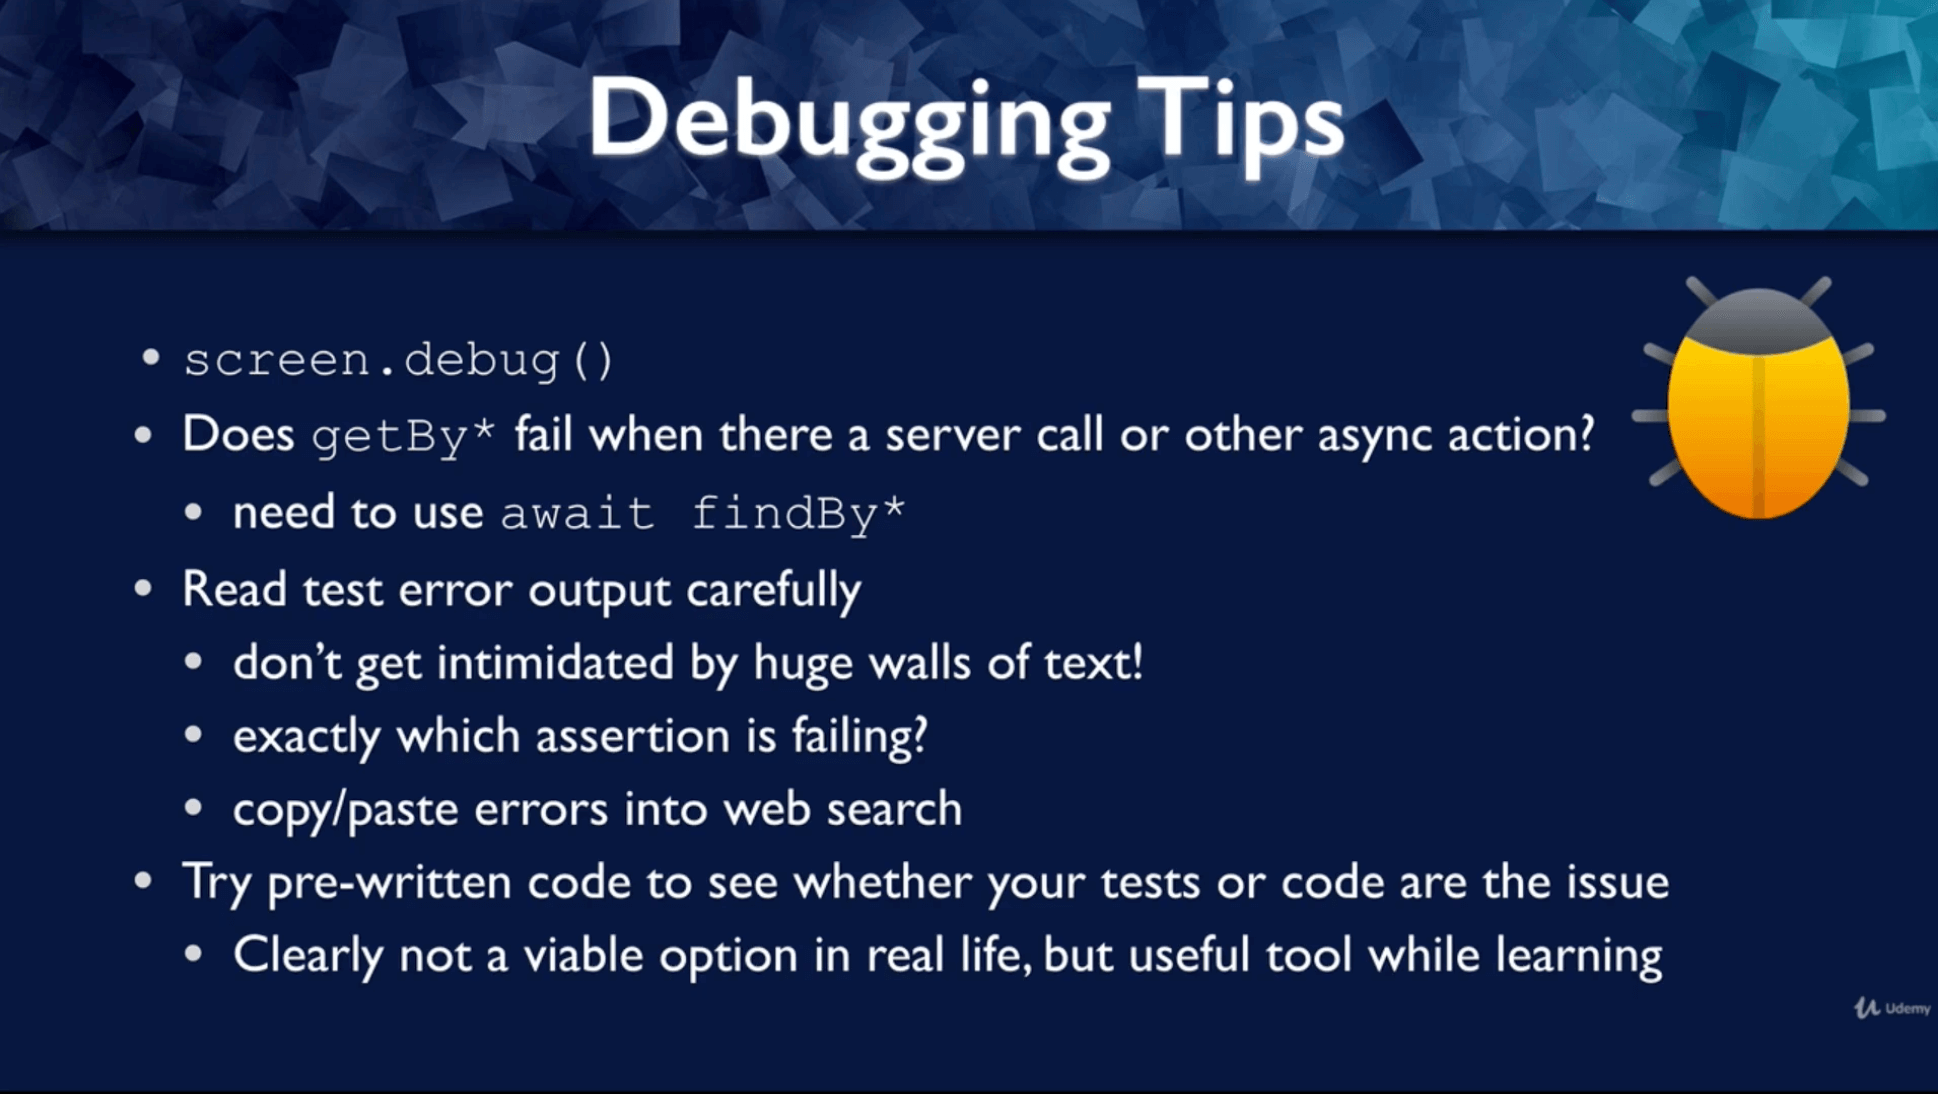 Debugging Tips
• screen.debug()
• Does getBy* fail when there a server call or other async action?
• need to use await findBy*
• Read test error output carefully
• don't get intimidated by huge walls of text!
• exactly which assertion is failing?
• copy/paste errors into web search
• Try pre-written code to see whether your tests or code are the issue
• Clearly not a viable option in real life, but useful tool while learning
Udemy